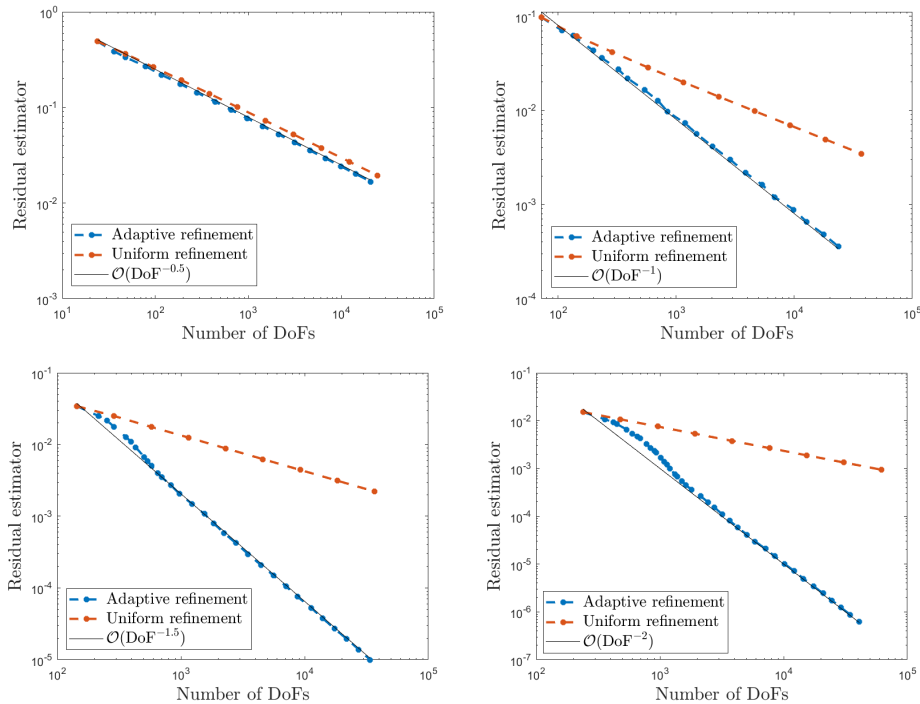 10^0
10^-1
10^-2
10^-3
Residual estimator
Adaptive refinement
Uniform refinement
O(DoF^-0.5)
10^1 10^2 10^3 10^4 10^5
Number of DoFs
10^-1
10^-2
10^-3
10^-4
Residual estimator
Adaptive refinement
Uniform refinement
O(DoF^-1)
10^2 10^3 10^4 10^5
Number of DoFs
10^-1
10^-2
10^-3
10^-4
10^-5
Residual estimator
Adaptive refinement
Uniform refinement
O(DoF^-1.5)
10^2 10^3 10^4 10^5
Number of DoFs
10^-1
10^-2
10^-3
10^-4
10^-5
10^-6
10^-7
Residual estimator
Adaptive refinement
Uniform refinement
O(DoF^-2)
10^2 10^3 10^4 10^5
Number of DoFs